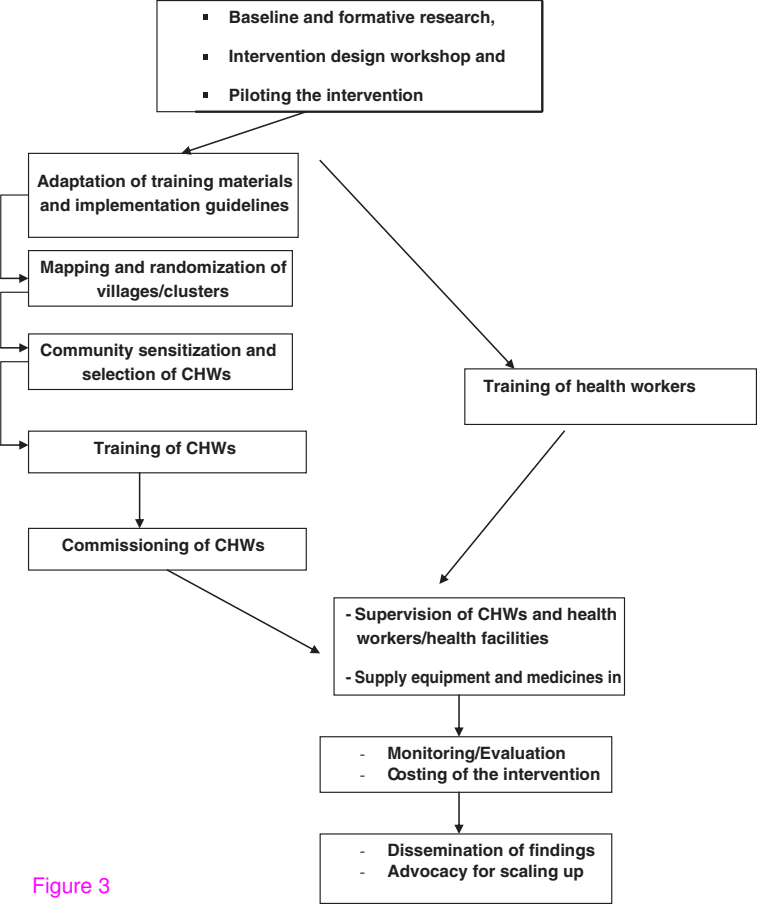 ▪ Baseline and formative research,
▪ Intervention design workshop and
▪ Piloting the intervention
Adaptation of training materials
and implementation guidelines
Mapping and randomization of
villages/clusters
Community sensitization and
selection of CHWs
Training of CHWs
Commissioning of CHWs
Training of health workers
- Supervision of CHWs and health
workers/health facilities
- Supply equipment and medicines in
- Monitoring/Evaluation
- Costing of the intervention
- Dissemination of findings
- Advocacy for scaling up
Figure 3